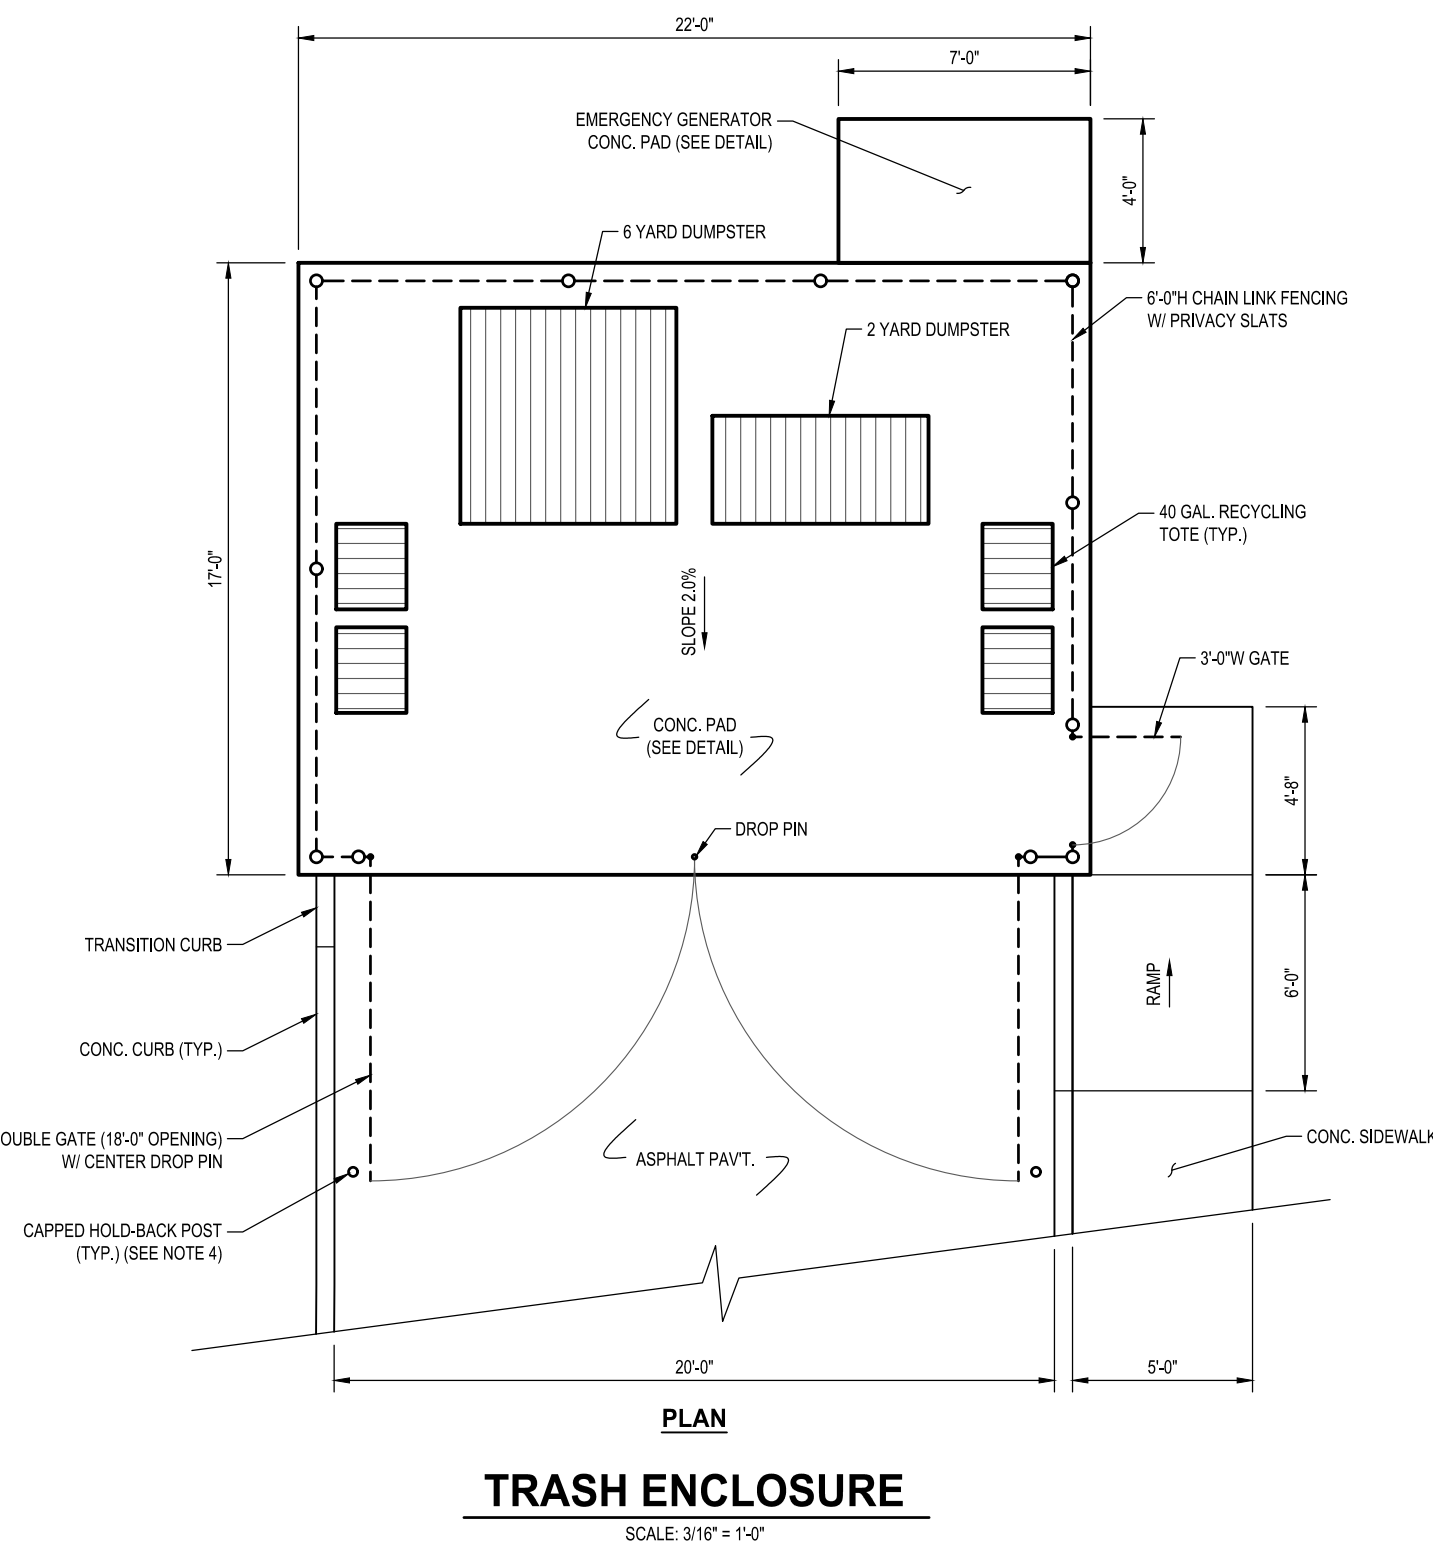 22'-0"
7'-0"
EMERGENCY GENERATOR
CONC. PAD (SEE DETAIL)
4'-0"
6 YARD DUMPSTER
6'-0"H CHAIN LINK FENCING
W/ PRIVACY SLATS
2 YARD DUMPSTER
40 GAL. RECYCLING
TOTE (TYP.)
17'-0"
SLOPE 2.0%
3'-0"W GATE
CONC. PAD
(SEE DETAIL)
4'-8"
DROP PIN
TRANSITION CURB
RAMP
6'-0"
CONC. CURB (TYP.)
OUBLE GATE (18'-0" OPENING)
W/ CENTER DROP PIN
ASPHALT PAV'T.
CONC. SIDEWALK
CAPPED HOLD-BACK POST
(TYP.) (SEE NOTE 4)
20'-0"
5'-0"
PLAN
TRASH ENCLOSURE
SCALE: 3/16" = 1'-0"